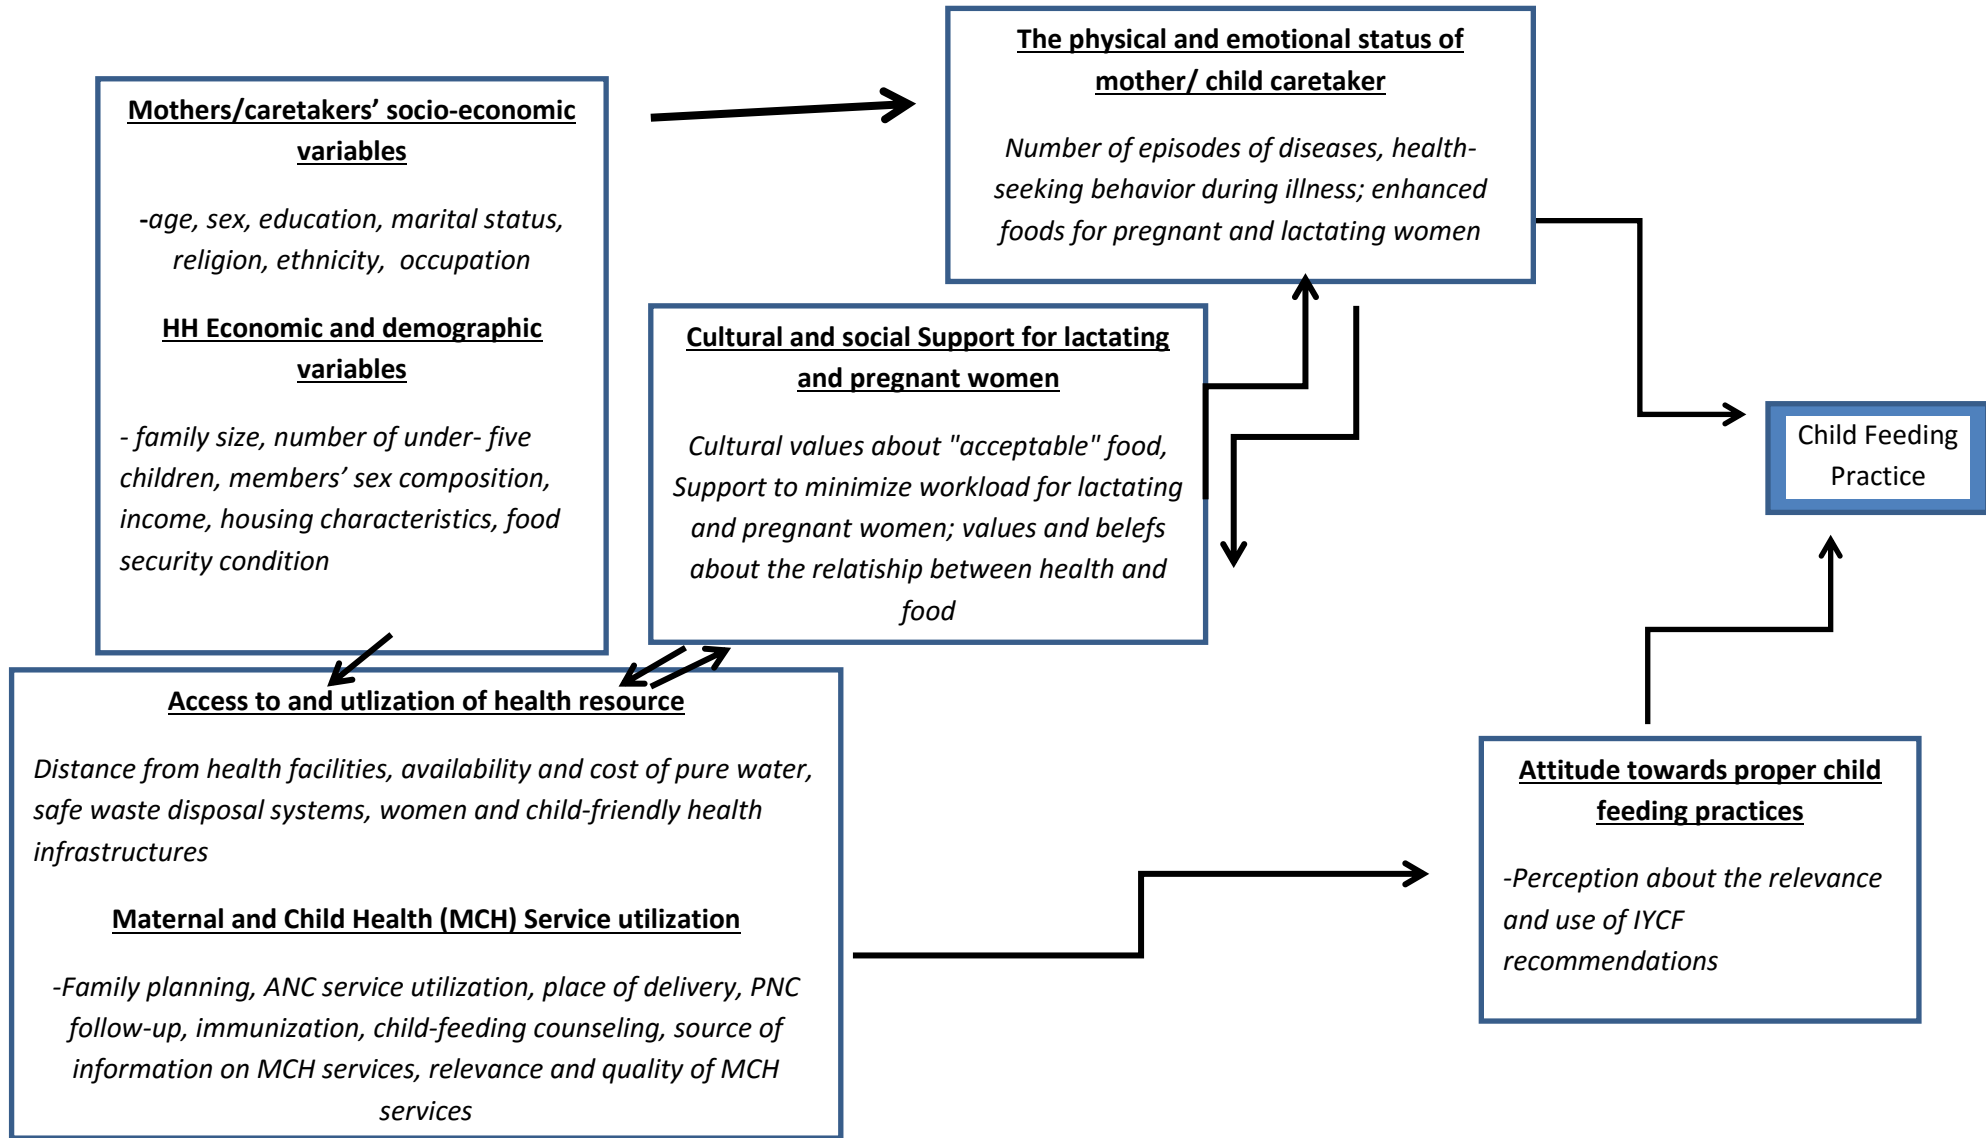 Mothers/caretakers’ socio-economic
variables
-age, sex, education, marital status,
religion, ethnicity, occupation
HH Economic and demographic
variables
- family size, number of under- five
children, members’ sex composition,
income, housing characteristics, food
security condition
The physical and emotional status of
mother/ child caretaker
Number of episodes of diseases, health-
seeking behavior during illness; enhanced
foods for pregnant and lactating women
Cultural and social Support for lactating
and pregnant women
Cultural values about "acceptable" food,
Support to minimize workload for lactating
and pregnant women; values and belefs
about the relatiship between health and
food
Child Feeding
Practice
Access to and utlization of health resource
Distance from health facilities, availability and cost of pure water,
safe waste disposal systems, women and child-friendly health
infrastructures
Maternal and Child Health (MCH) Service utilization
-Family planning, ANC service utilization, place of delivery, PNC
follow-up, immunization, child-feeding counseling, source of
information on MCH services, relevance and quality of MCH
services
Attitude towards proper child
feeding practices
-Perception about the relevance
and use of IYCF
recommendations